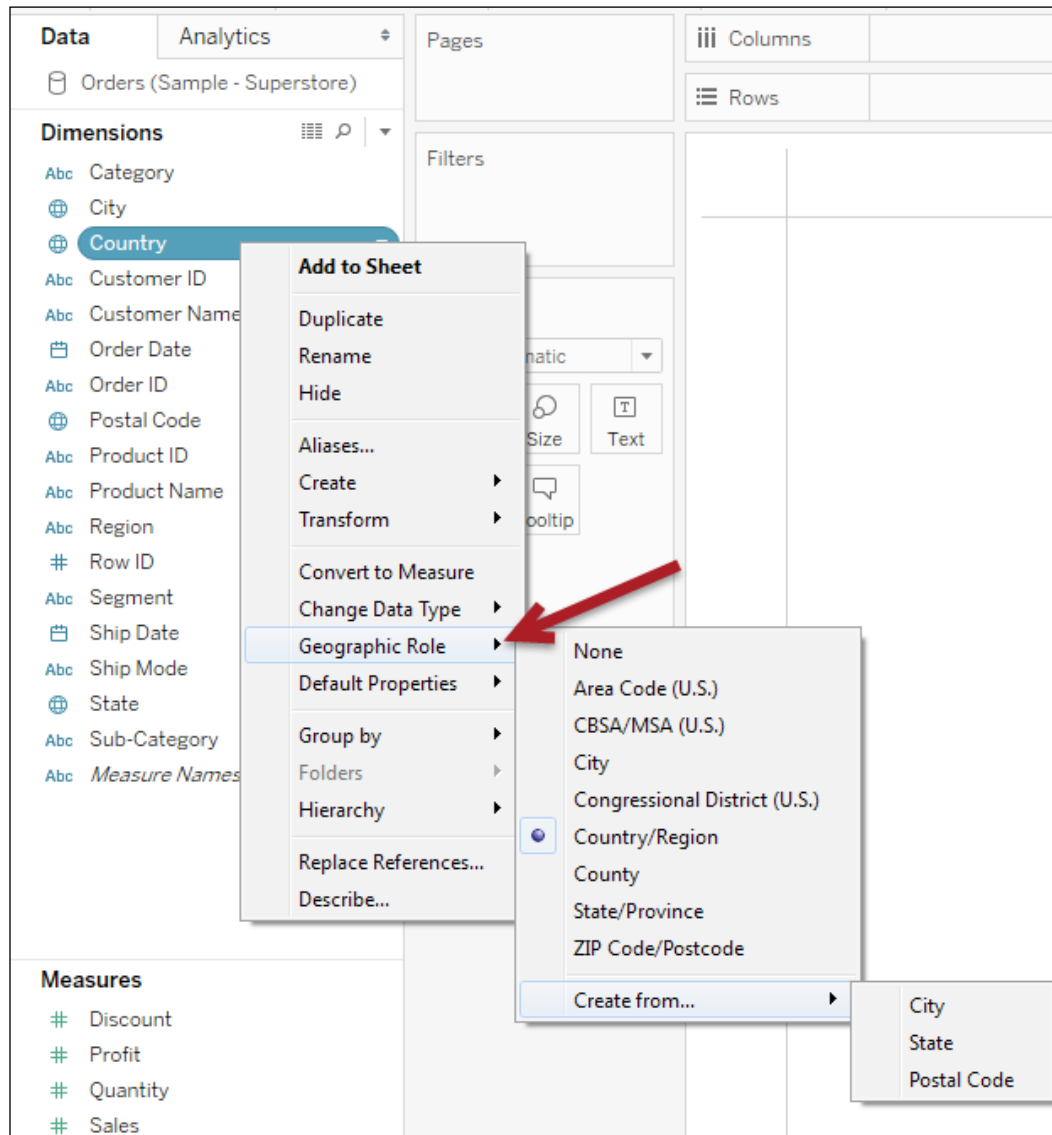 Data
Analytics
Orders (Sample - Superstore)
Dimensions
Abc Category
City
Country
Abc Customer ID
Abc Customer Name
Order Date
Abc Order ID
Postal Code
Abc Product ID
Abc Product Name
Abc Region
# Row ID
Abc Segment
Ship Date
Abc Ship Mode
State
Abc Sub-Category
Abc Measure Names
Measures
# Discount
# Profit
# Quantity
# Sales
Pages
Filters
matic
Size
T
Text
ooltip
Columns
Rows
Add to Sheet
Duplicate
Rename
Hide
Aliases...
Create
Transform
Convert to Measure
Change Data Type
Geographic Role
Default Properties
Group by
Folders
Hierarchy
Replace References...
Describe...
None
Area Code (U.S.)
CBSA/MSA (U.S.)
City
Congressional District (U.S.)
Country/Region
County
State/Province
ZIP Code/Postcode
Create from...
City
State
Postal Code